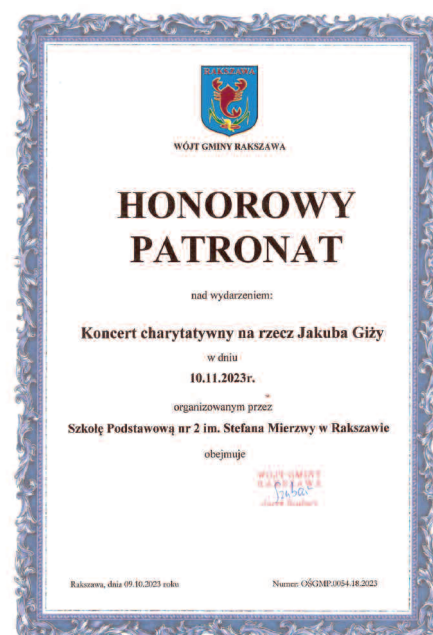 RAKSZAWA
WÓJT GMINY RAKSZAWA
HONOROWY
PATRONAT
nad wydarzeniem:
Koncert charytatywny na rzecz Jakuba Giży
w dniu
10.11.2023r.
organizowanym przez
Szkołę Podstawową nr 2 im. Stefana Mierzwy w Rakszawie
obejmuje
WÓJT GMINY
RAKSZAWA
Rakszawa, dnia 09.10.2023 roku
Numer: OŚGMP.0054.18.2023